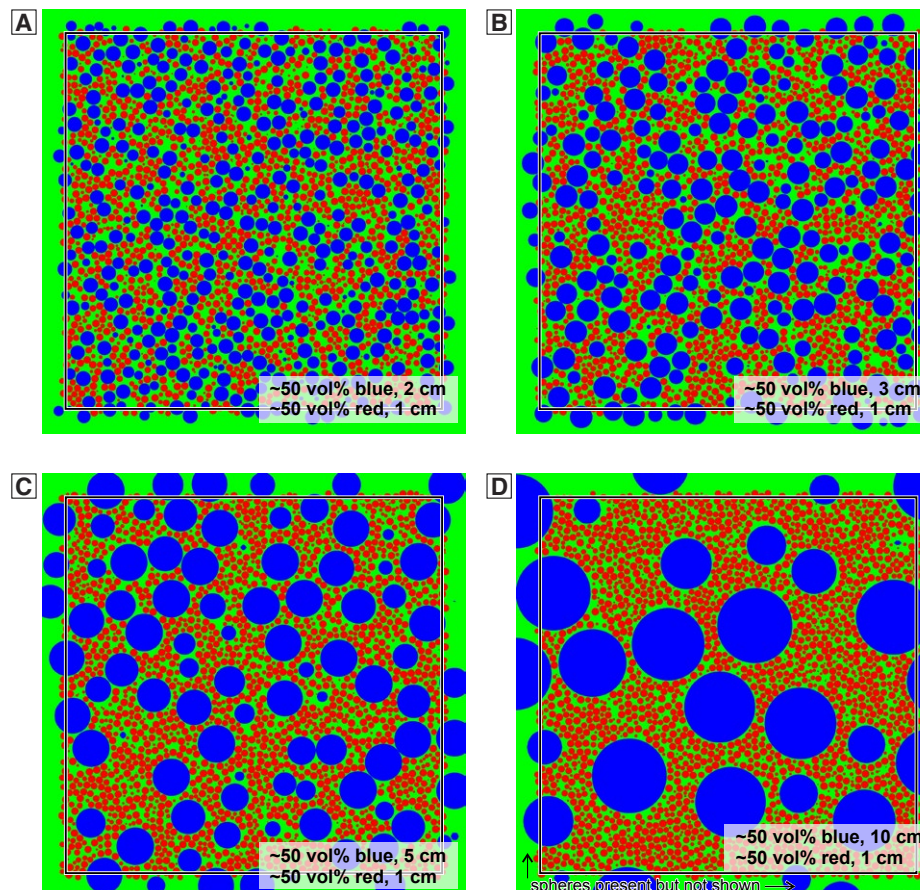 A
~50 vol% blue, 2 cm
~50 vol% red, 1 cm
B
~50 vol% blue, 3 cm
~50 vol% red, 1 cm
C
~50 vol% blue, 5 cm
~50 vol% red, 1 cm
D
~50 vol% blue, 10 cm
~50 vol% red, 1 cm
spheres present but not shown